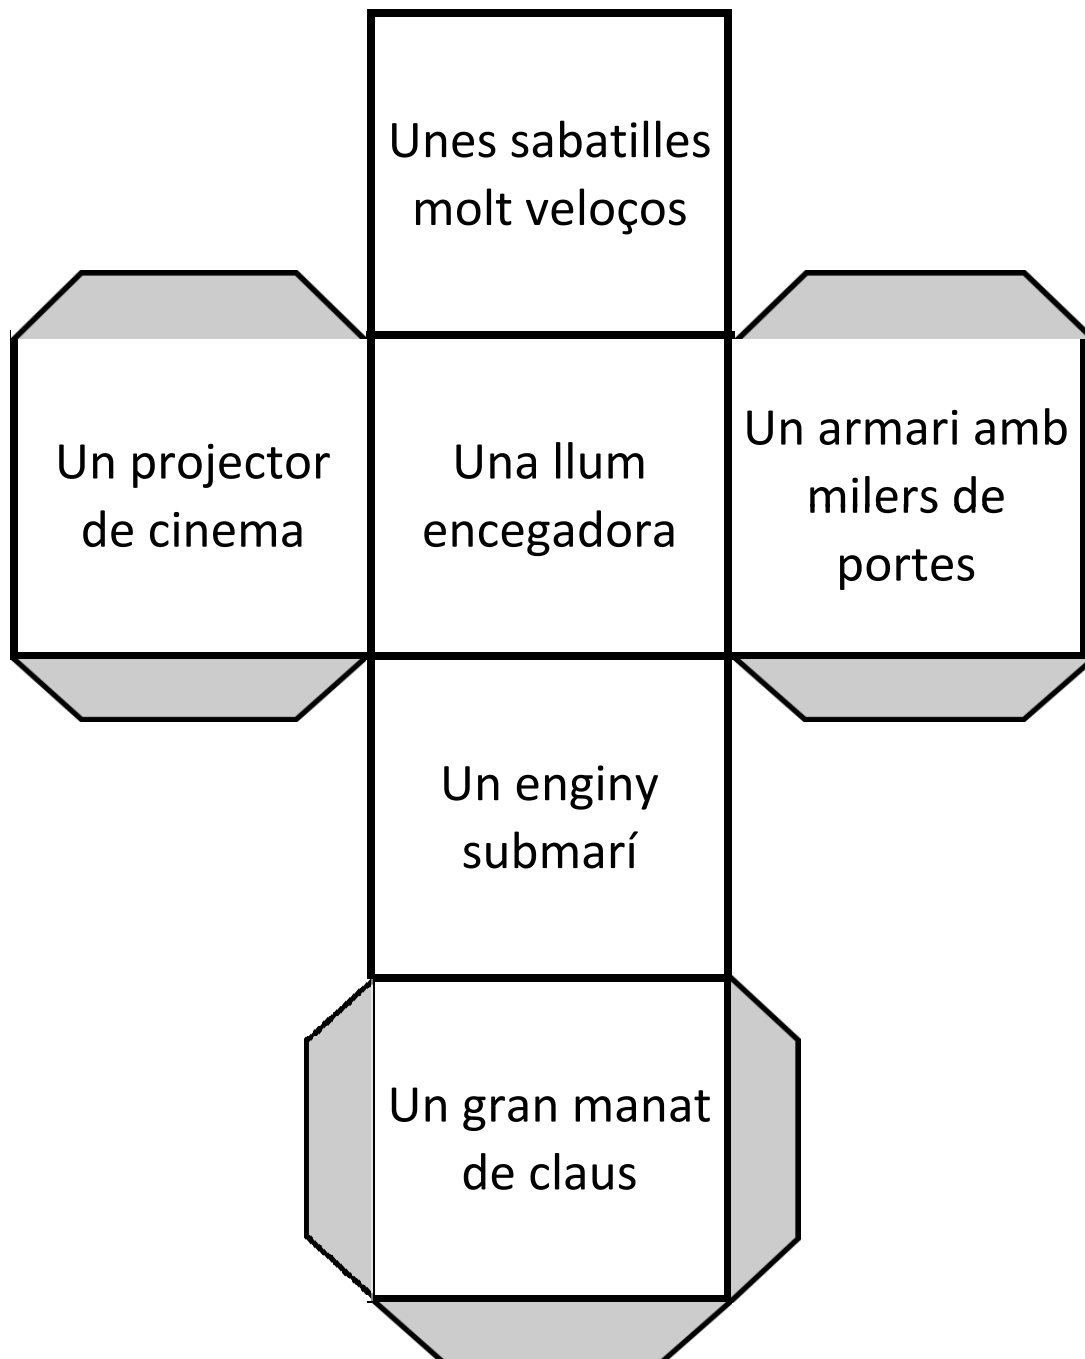 Unes sabatilles
molt veloços
Un projector
de cinema
Una llum
encegadora
Un armari amb
milers de
portes
Un enginy
submarí
Un gran manat
de claus